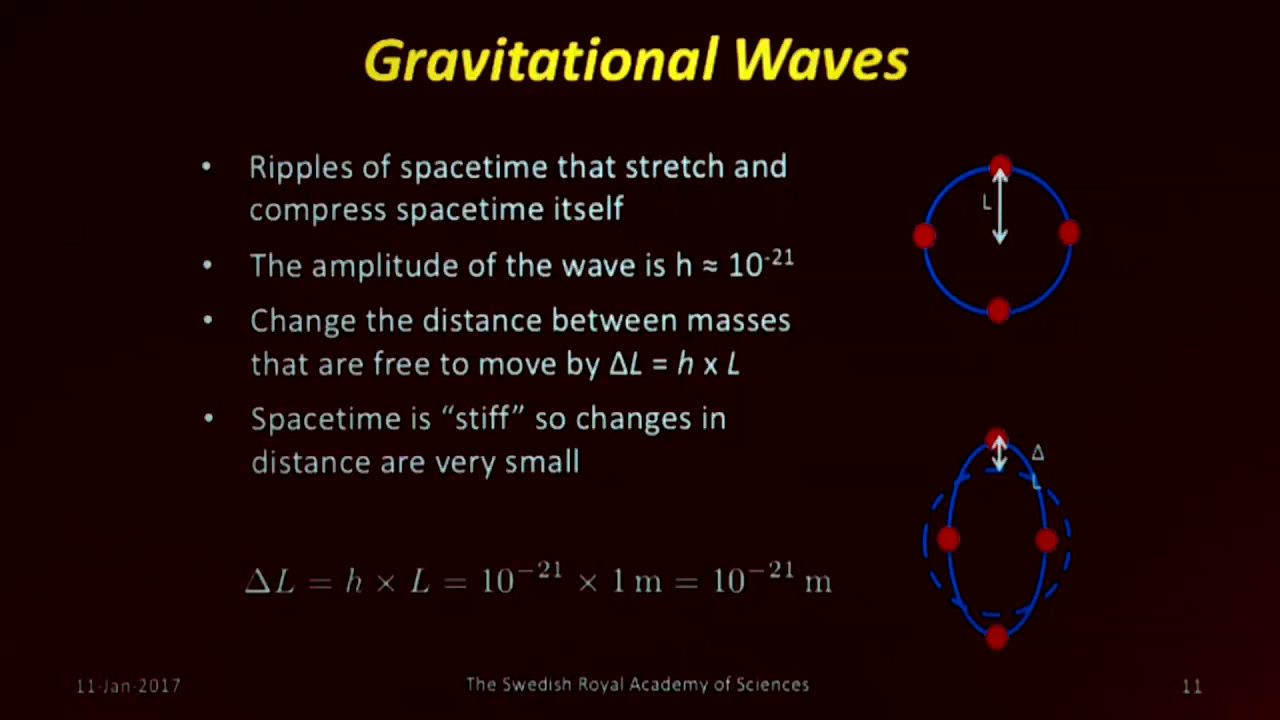 Gravitational Waves
• Ripples of spacetime that stretch and
compress spacetime itself
• The amplitude of the wave is h ≈ 10⁻²¹
• Change the distance between masses
that are free to move by ΔL = h x L
• Spacetime is “stiff” so changes in
distance are very small
ΔL = h × L = 10⁻²¹ × 1 m = 10⁻²¹ m
L
Δ
L
11-Jan-2017
The Swedish Royal Academy of Sciences
11